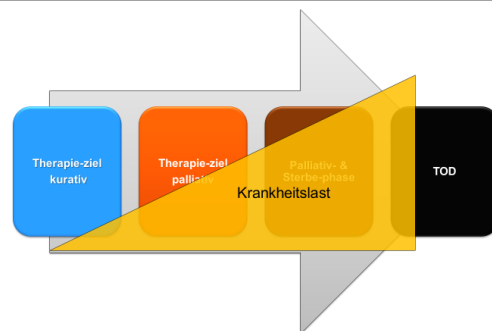 Therapie-ziel
kurativ
Therapie-ziel
palliativ
Palliativ- &
Sterbe-phase
TOD
Krankheitslast